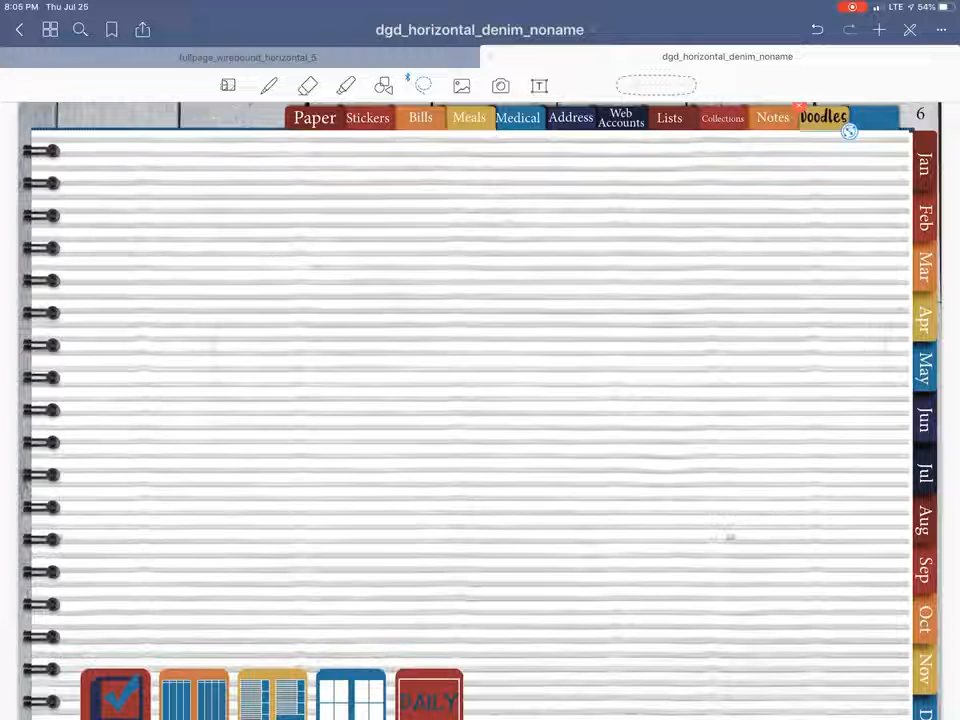 8:05 PM Thu Jul 25
LTE 54%
dgd_horizontal_denim_noname
fullpage_wirebound_horizontal_5
dgd_horizontal_denim_noname
T
Paper
Stickers
Bills
Meals
Medical
Address
Web Accounts
Lists
Collections
Notes
Doodles
6
Jan
Feb
Mar
Apr
May
Jun
Jul
Aug
Sep
Oct
Nov
D
DAILY